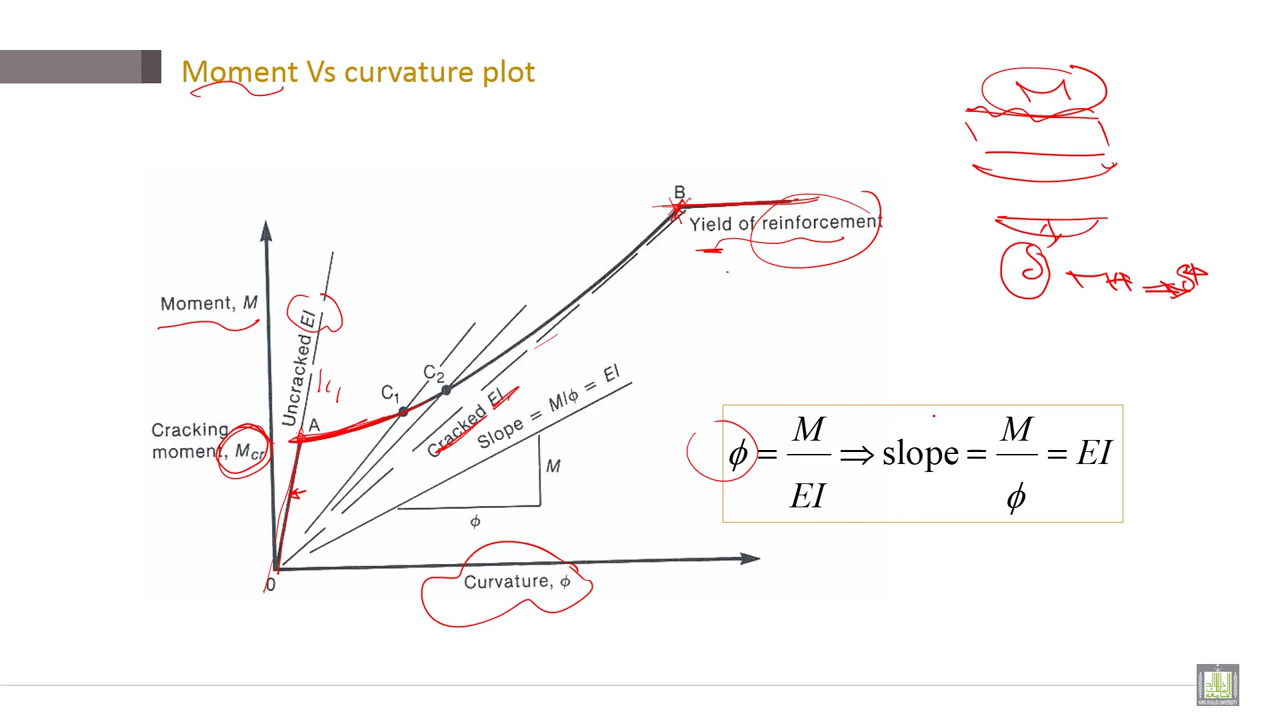 Moment Vs curvature plot
M
B
Yield of reinforcement
Moment, M
Uncracked EI
C₁
C₂
A
Cracking
moment, Mcr
Cracked EI
Slope = M/ϕ = EI
M
ϕ
0
Curvature, ϕ
ϕ = M/EI ⇒ slope = M/ϕ = EI